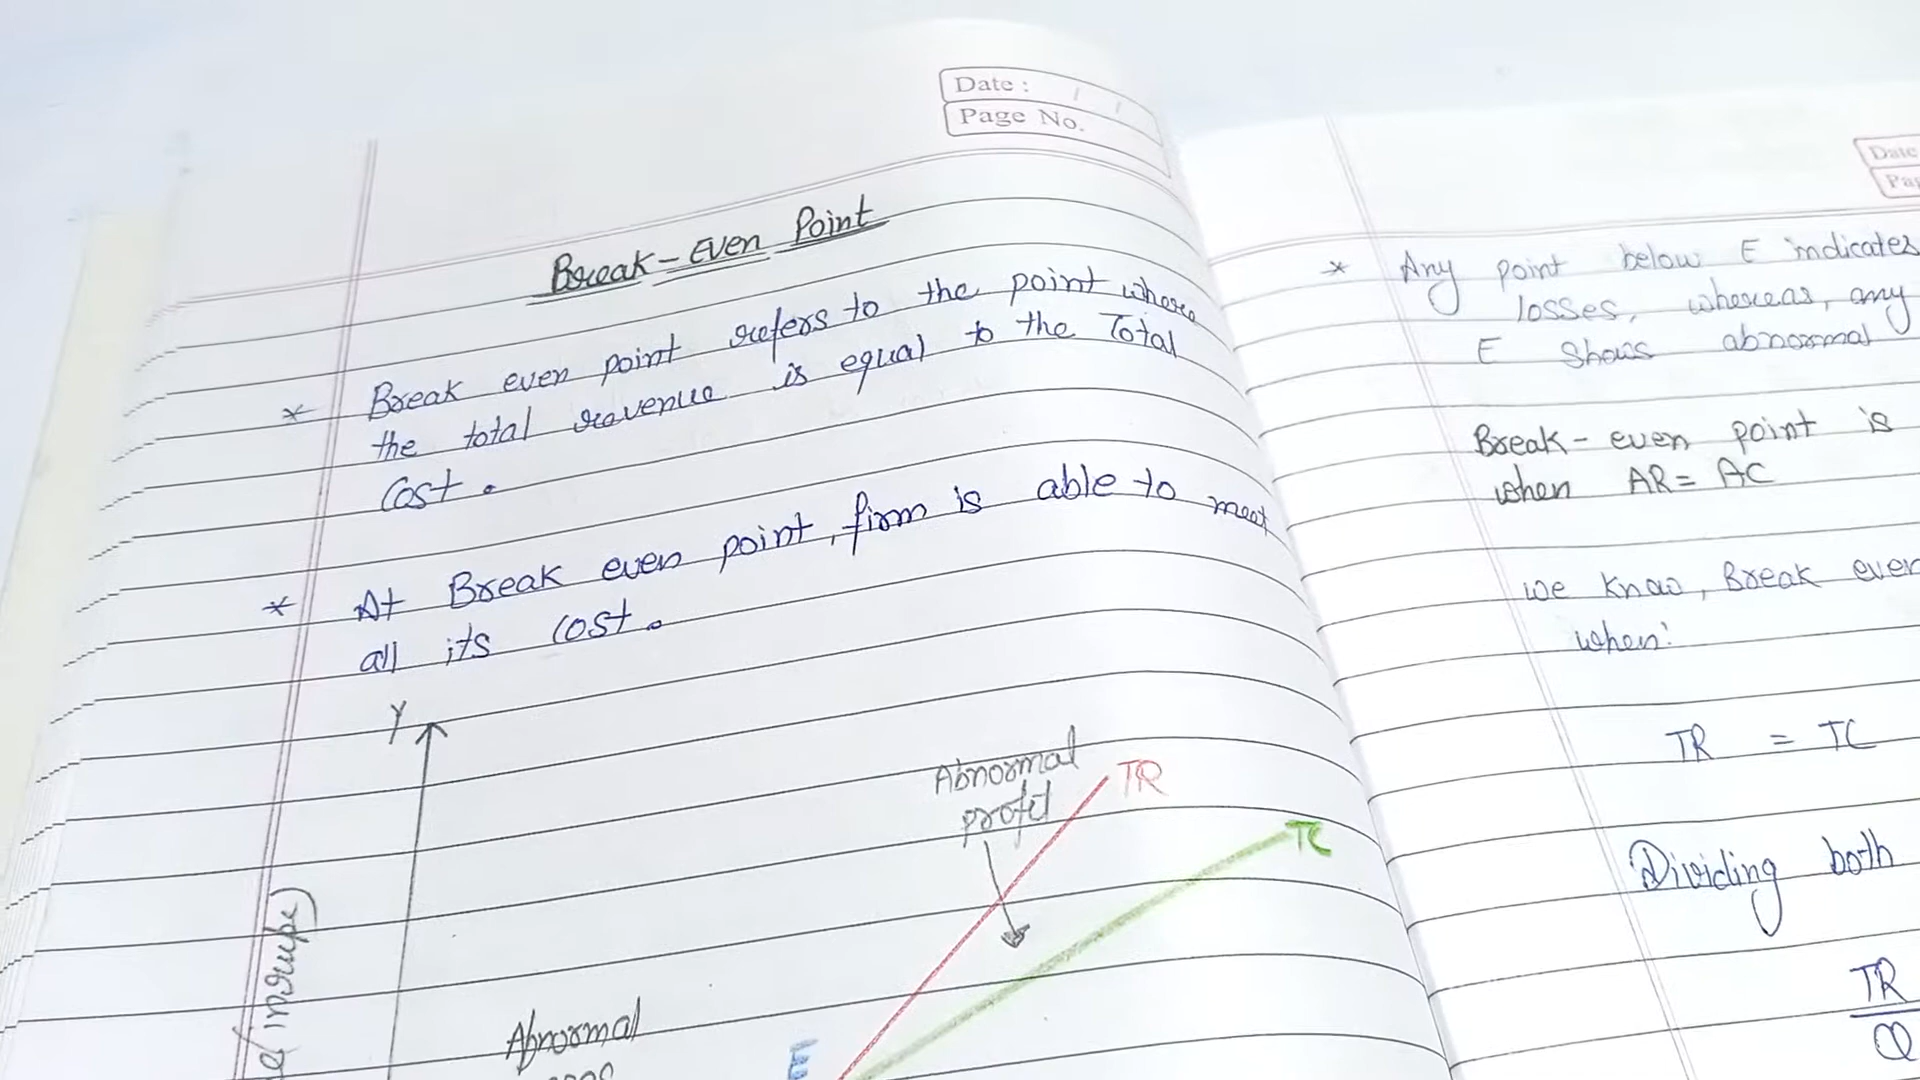 Date :
Page No.
Break - Even Point
* Break even point refers to the point where
the total revenue is equal to the Total
Cost.
* At Break even point, firm is able to meet
all its cost.
Y
Abnormal
profit
TR
TC
Abnormal
E
Date
* Any point below E indicates
losses, whereas, any
E shows abnormal
Break - even point is
when AR = AC
we know, Break even
when:
TR = TC
Dividing both
TR
Q